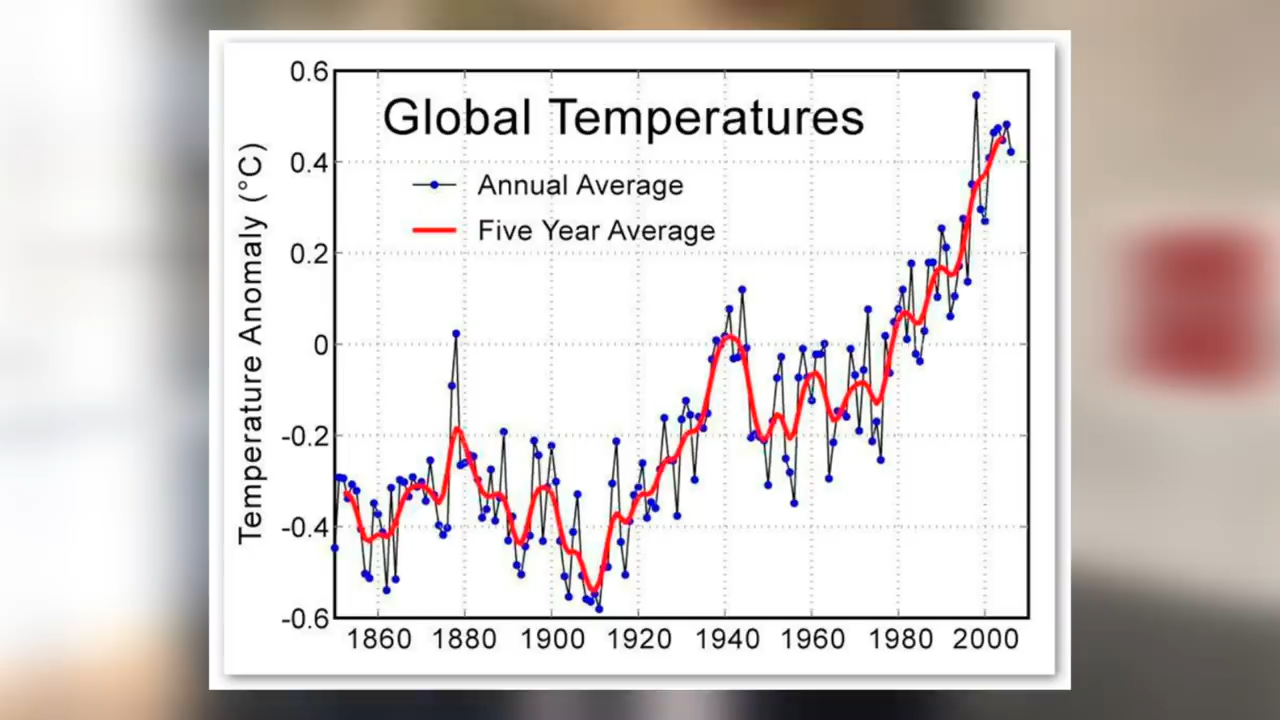 Global Temperatures
Annual Average
Five Year Average
Temperature Anomaly (°C)
0.6
0.4
0.2
0
-0.2
-0.4
-0.6
1860 1880 1900 1920 1940 1960 1980 2000